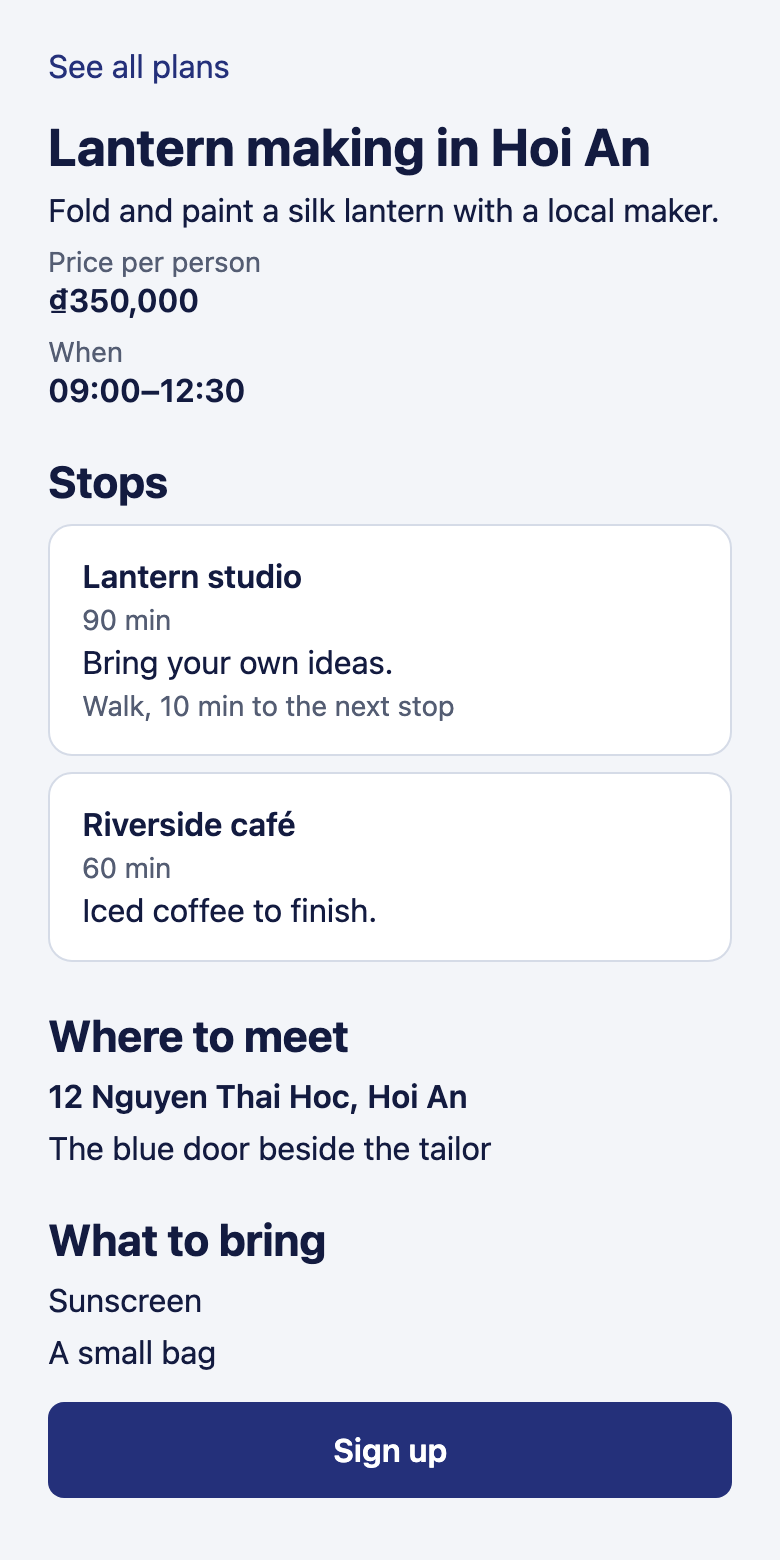 See all plans
Lantern making in Hoi An
Fold and paint a silk lantern with a local maker.
Price per person
₫350,000
When
09:00–12:30
Stops
Lantern studio
90 min
Bring your own ideas.
Walk, 10 min to the next stop
Riverside café
60 min
Iced coffee to finish.
Where to meet
12 Nguyen Thai Hoc, Hoi An
The blue door beside the tailor
What to bring
Sunscreen
A small bag
Sign up